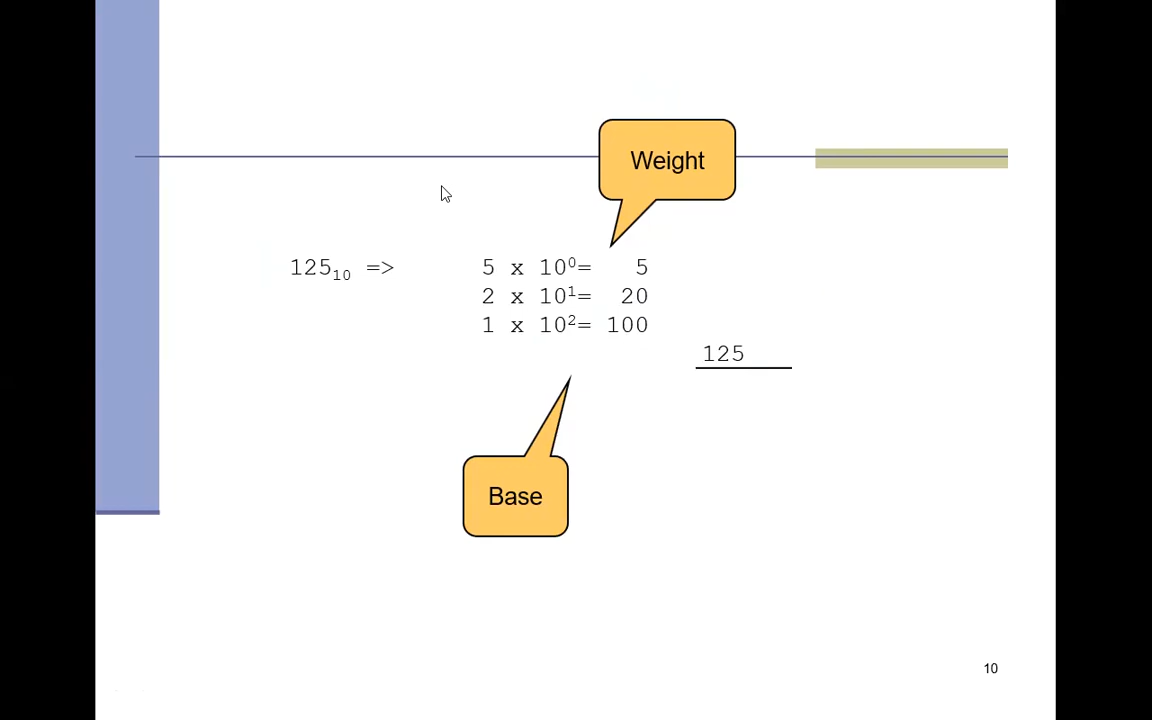 Weight
125₁₀ => 5 x 10⁰= 5
2 x 10¹= 20
1 x 10²= 100
125
Base
10